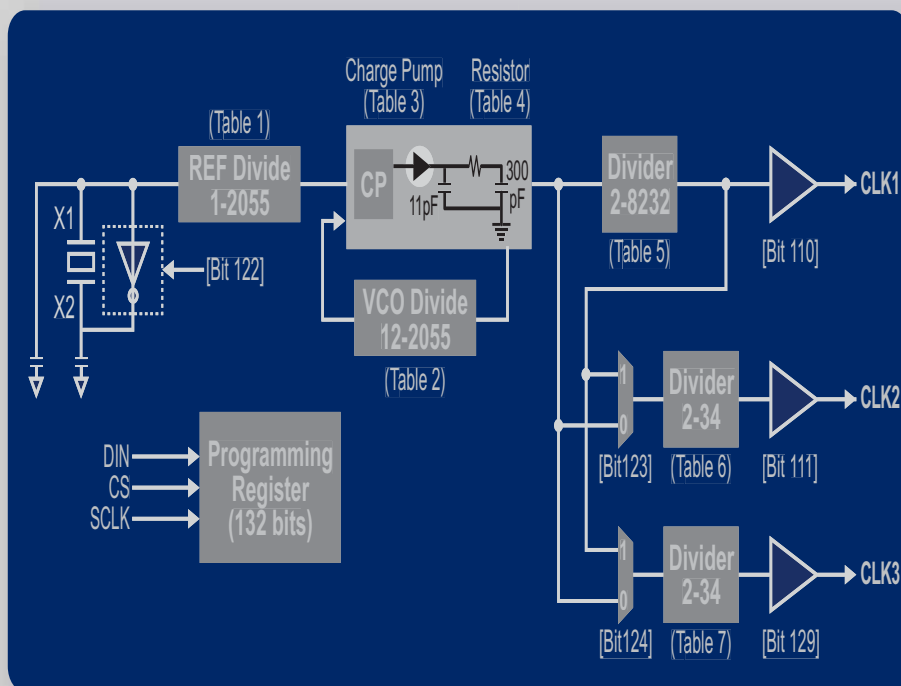 Charge Pump
(Table 3)
Resistor
(Table 4)
(Table 1)
REF Divide
1-2055
CP
11pF
300
pF
Divider
2-8232
(Table 5)
CLK1
[Bit 110]
X1
X2
[Bit 122]
VCO Divide
12-2055
(Table 2)
1
0
Divider
2-34
CLK2
[Bit123]
(Table 6)
[Bit 111]
DIN
CS
SCLK
Programming
Register
(132 bits)
1
0
Divider
2-34
CLK3
[Bit124]
(Table 7)
[Bit 129]